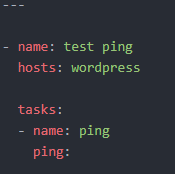 ---
- name: test ping
  hosts: wordpress
  tasks:
  - name: ping
    ping: